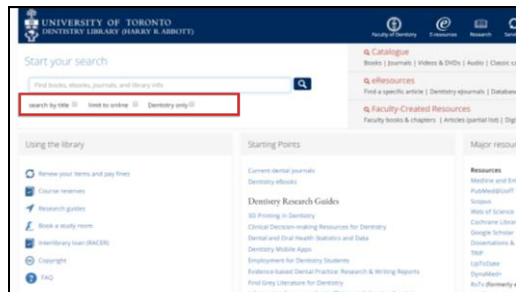 UNIVERSITY OF TORONTO
DENTISTRY LIBRARY (HARRY R. ABBOTT)
Faculty of Dentistry
E-resources
Research
Start your search
Find books, ebooks, journals, and library info
search by title limit to online Dentistry only
Catalogue
Books | Journals | Videos & DVDs | Audio | Classic
eResources
Find a specific article | Dentistry eJournals | Database
Faculty-Created Resources
Faculty books & chapters | Articles (partial list) |
Using the library
Renew your items and pay fines
Course reserves
Research guides
Book a study room
Interlibrary loan (RACER)
Copyright
FAQ
Starting Points
Current dental journals
Dentistry eBooks
Dentistry Research Guides
3D Printing in Dentistry
Clinical Decision-making Resources for Dentistry
Dental and Oral Health Statistics and Data
Dentistry Mobile Apps
Employment for Dentistry Students
Evidence-based Dental Practice: Research & Writing Reports
Find Grey Literature for Dentistry
Major resour
Resources
Medline and
PubMed@UofT
Scopus
Web of Science
Cochrane Librar
Google Scholar
Dissertations &
TRIP
UpToDate
DynaMed+
RxTx (formerly